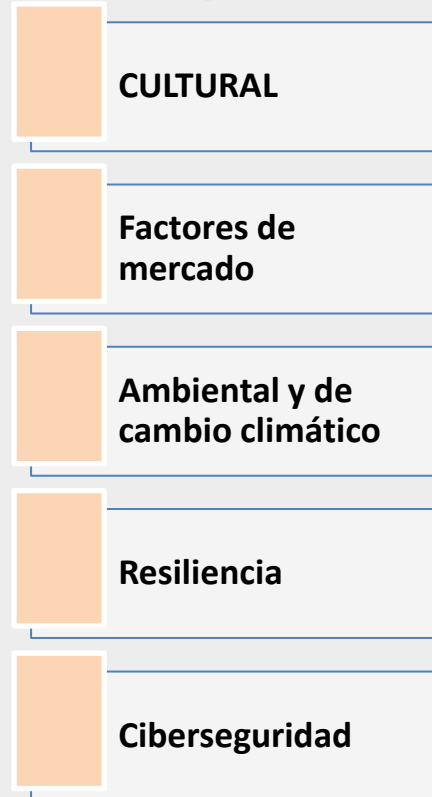 CULTURAL
Factores de
mercado
Ambiental y de
cambio climático
Resiliencia
Ciberseguridad